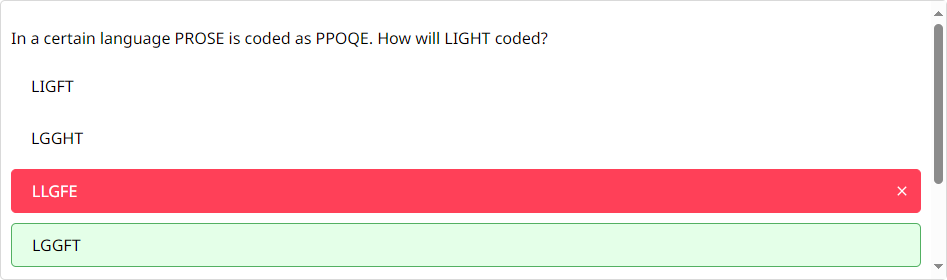 In a certain language PROSE is coded as PPOQE. How will LIGHT coded?
LIGFT
LGGHT
LLGFE ×
LGGFT